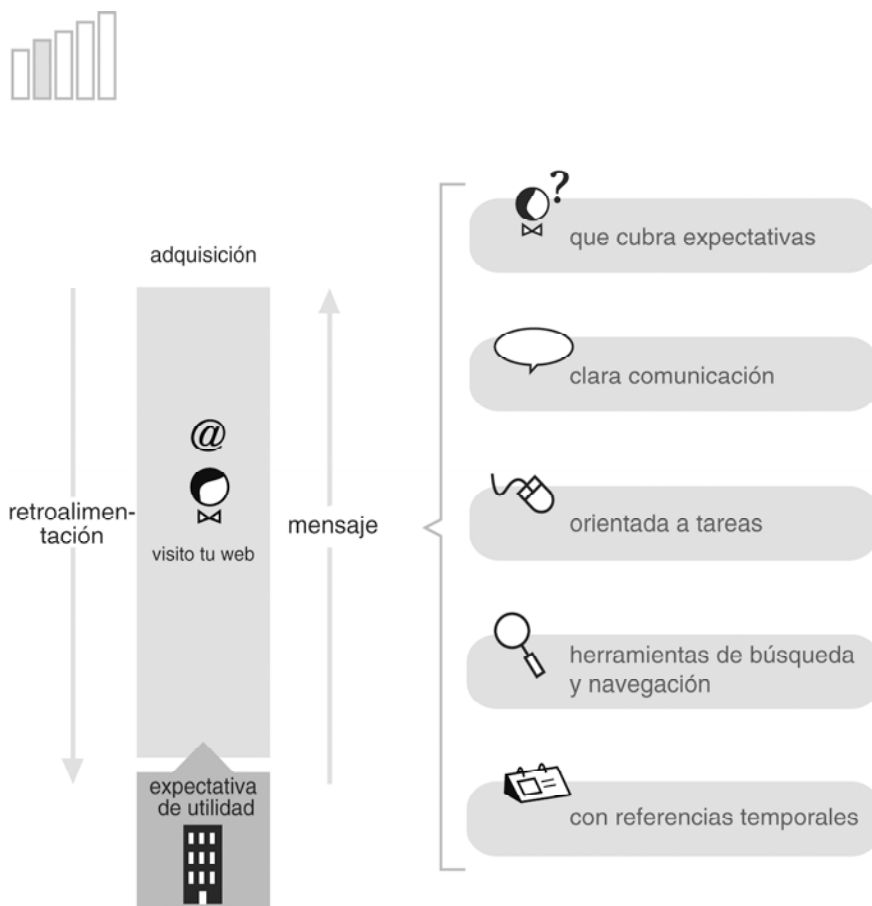 adquisición
@
visito tu web
retroalimen-
tación
mensaje
expectativa
de utilidad
?
que cubra expectativas
clara comunicación
orientada a tareas
herramientas de búsqueda
y navegación
con referencias temporales